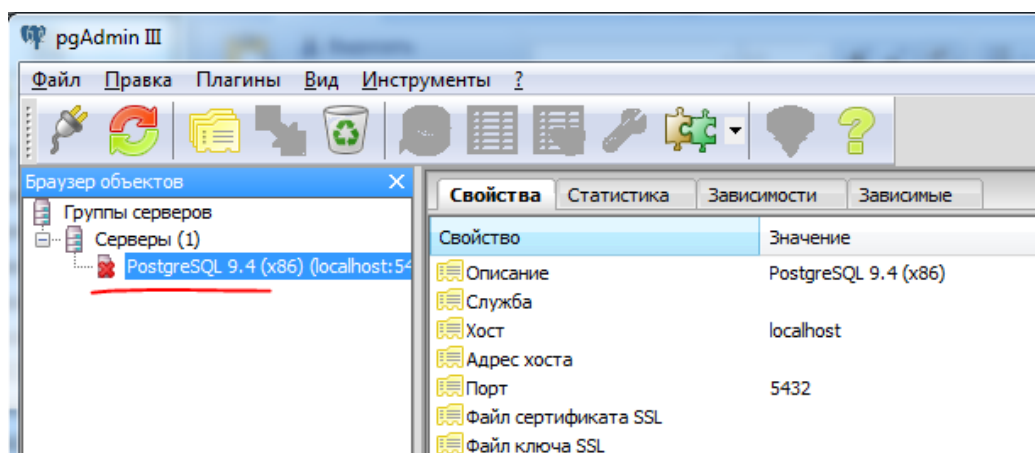 pgAdmin III
Файл Правка Плагины Вид Инструменты ?
Браузер объектов
Группы серверов
Серверы (1)
PostgreSQL 9.4 (x86) (localhost:54
Свойства Статистика Зависимости Зависимые
Свойство Значение
Описание PostgreSQL 9.4 (x86)
Служба
Хост localhost
Адрес хоста
Порт 5432
Файл сертификата SSL
Файл ключа SSL